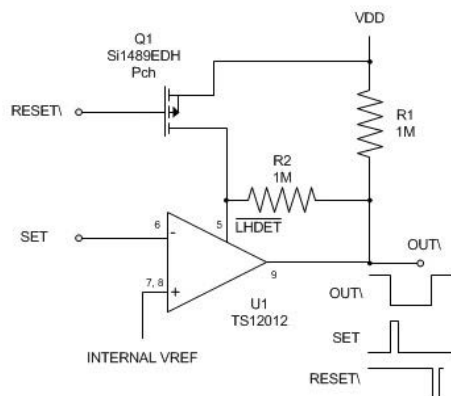 VDD
Q1
Si1489EDH
Pch
RESET\
R1
1M
R2
1M
LHDET
SET
6
-
5
OUT\
7, 8
+
9
U1
TS12012
INTERNAL VREF
OUT\
SET
RESET\